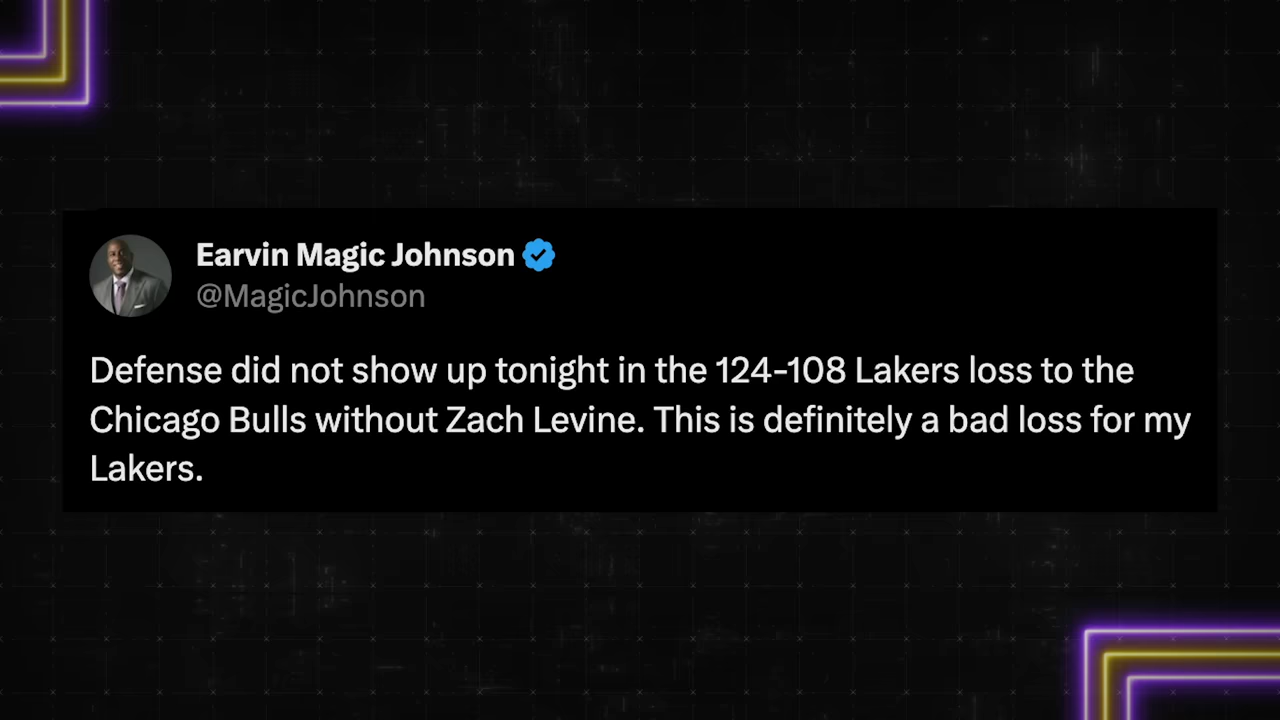 Earvin Magic Johnson
@MagicJohnson
Defense did not show up tonight in the 124-108 Lakers loss to the
Chicago Bulls without Zach Levine. This is definitely a bad loss for my
Lakers.